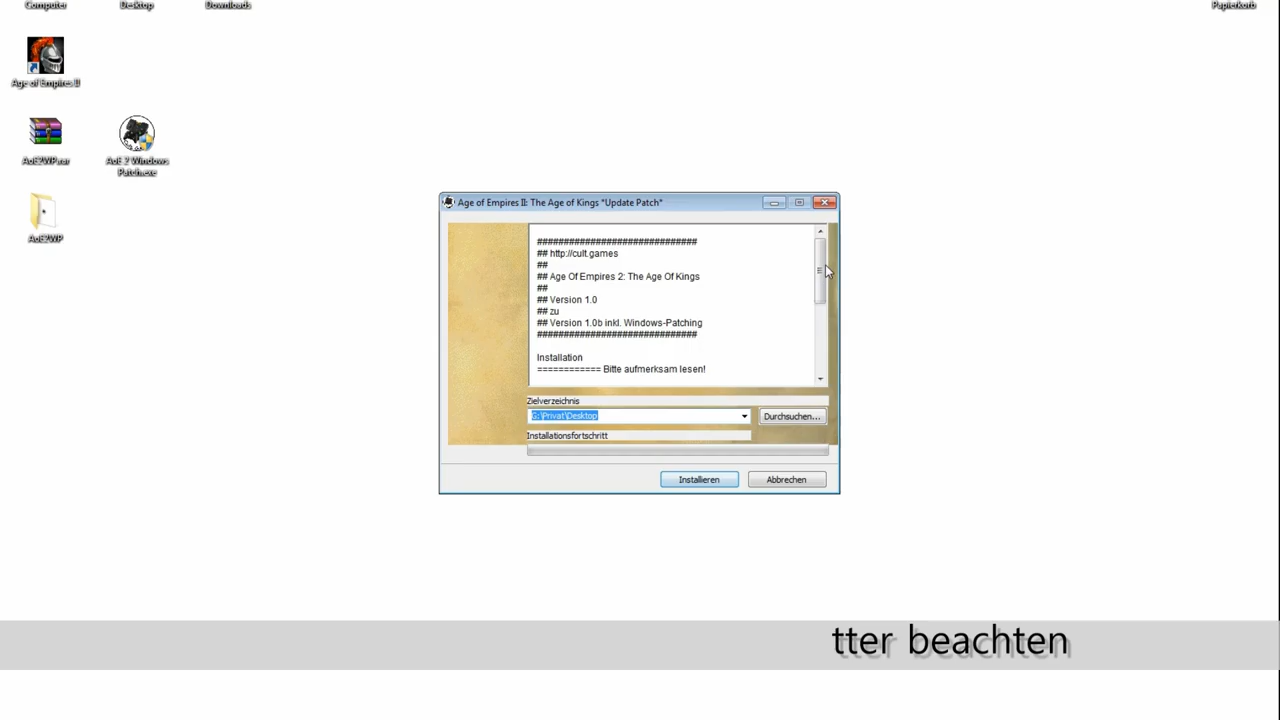 Computer
Desktop
Downloads
Papierkorb
Age of Empires II
AoE2WP.rar
AoE 2 Windows
Patch.exe
AoE2WP
Age of Empires II: The Age of Kings "Update Patch"
##############################
## http://cult.games
##
## Age Of Empires 2: The Age Of Kings
##
## Version 1.0
## zu
## Version 1.0b inkl. Windows-Patching
##############################
Installation
============ Bitte aufmerksam lesen!
Zielverzeichnis
G:\Privat\Desktop
Durchsuchen...
Installationsfortschritt
Installieren
Abbrechen
tter beachten